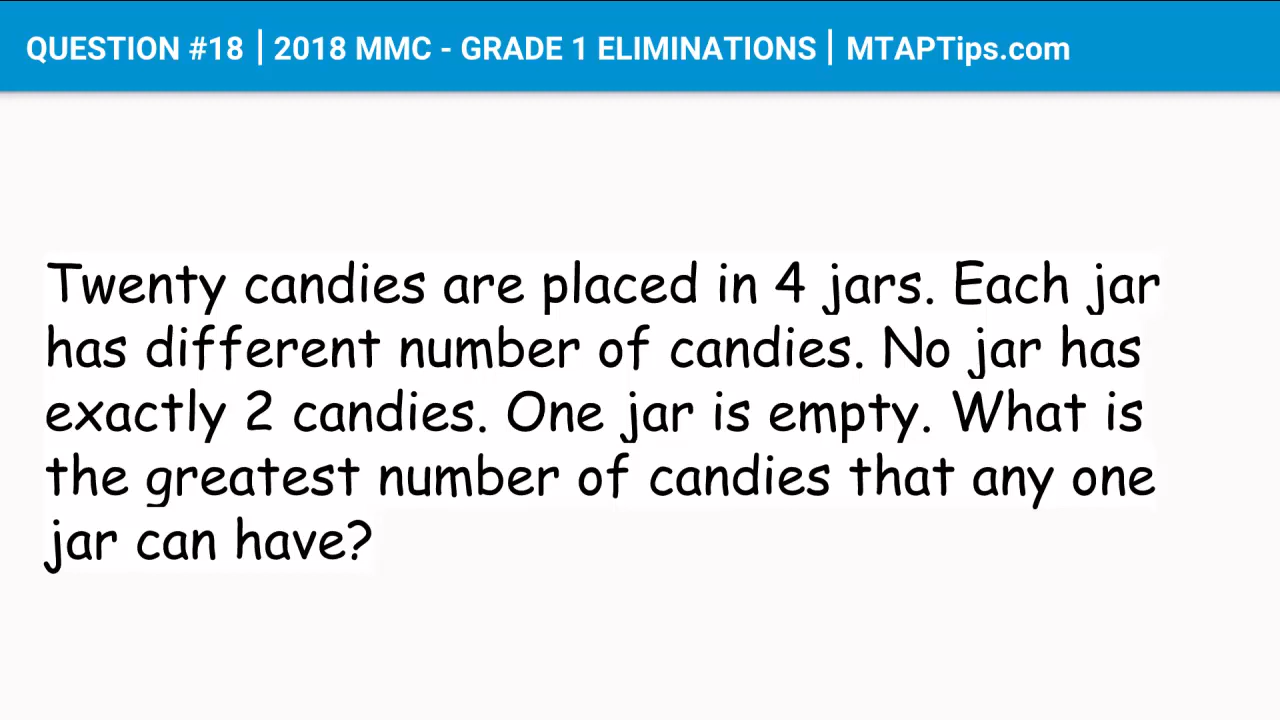 QUESTION #18 | 2018 MMC - GRADE 1 ELIMINATIONS | MTAPTips.com
Twenty candies are placed in 4 jars. Each jar
has different number of candies. No jar has
exactly 2 candies. One jar is empty. What is
the greatest number of candies that any one
jar can have?